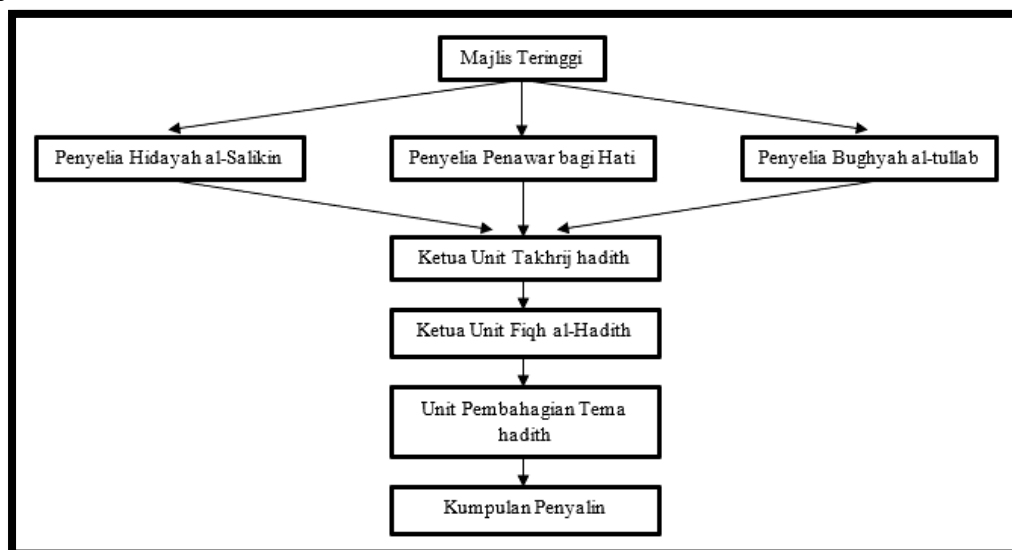 Majlis Teringgi
Penyelia Hidayah al-Salikin
Penyelia Penawar bagi Hati
Penyelia Bughyah al-tullab
Ketua Unit Takhrij hadith
Ketua Unit Fiqh al-Hadith
Unit Pembahagian Tema
hadith
Kumpulan Penyalin